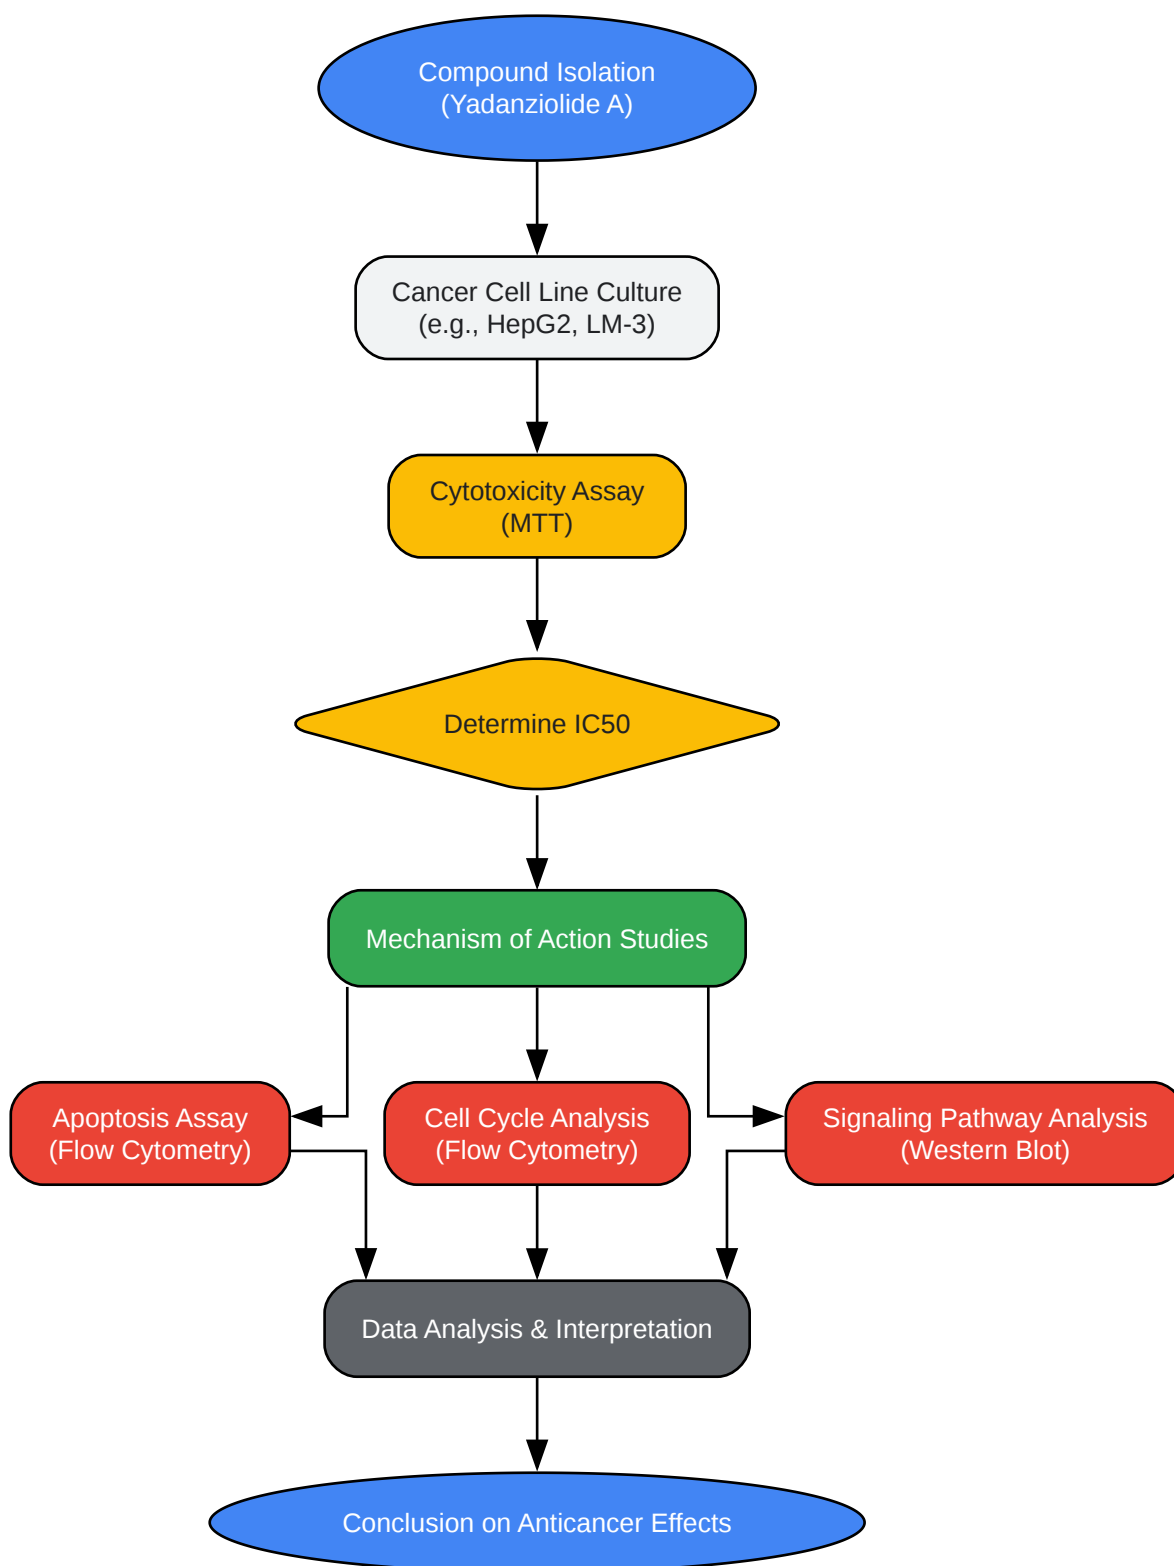 Compound Isolation
(Yadanziolide A)
Cancer Cell Line Culture
(e.g., HepG2, LM-3)
Cytotoxicity Assay
(MTT)
Determine IC50
Mechanism of Action Studies
Apoptosis Assay
(Flow Cytometry)
Cell Cycle Analysis
(Flow Cytometry)
Signaling Pathway Analysis
(Western Blot)
Data Analysis & Interpretation
Conclusion on Anticancer Effects